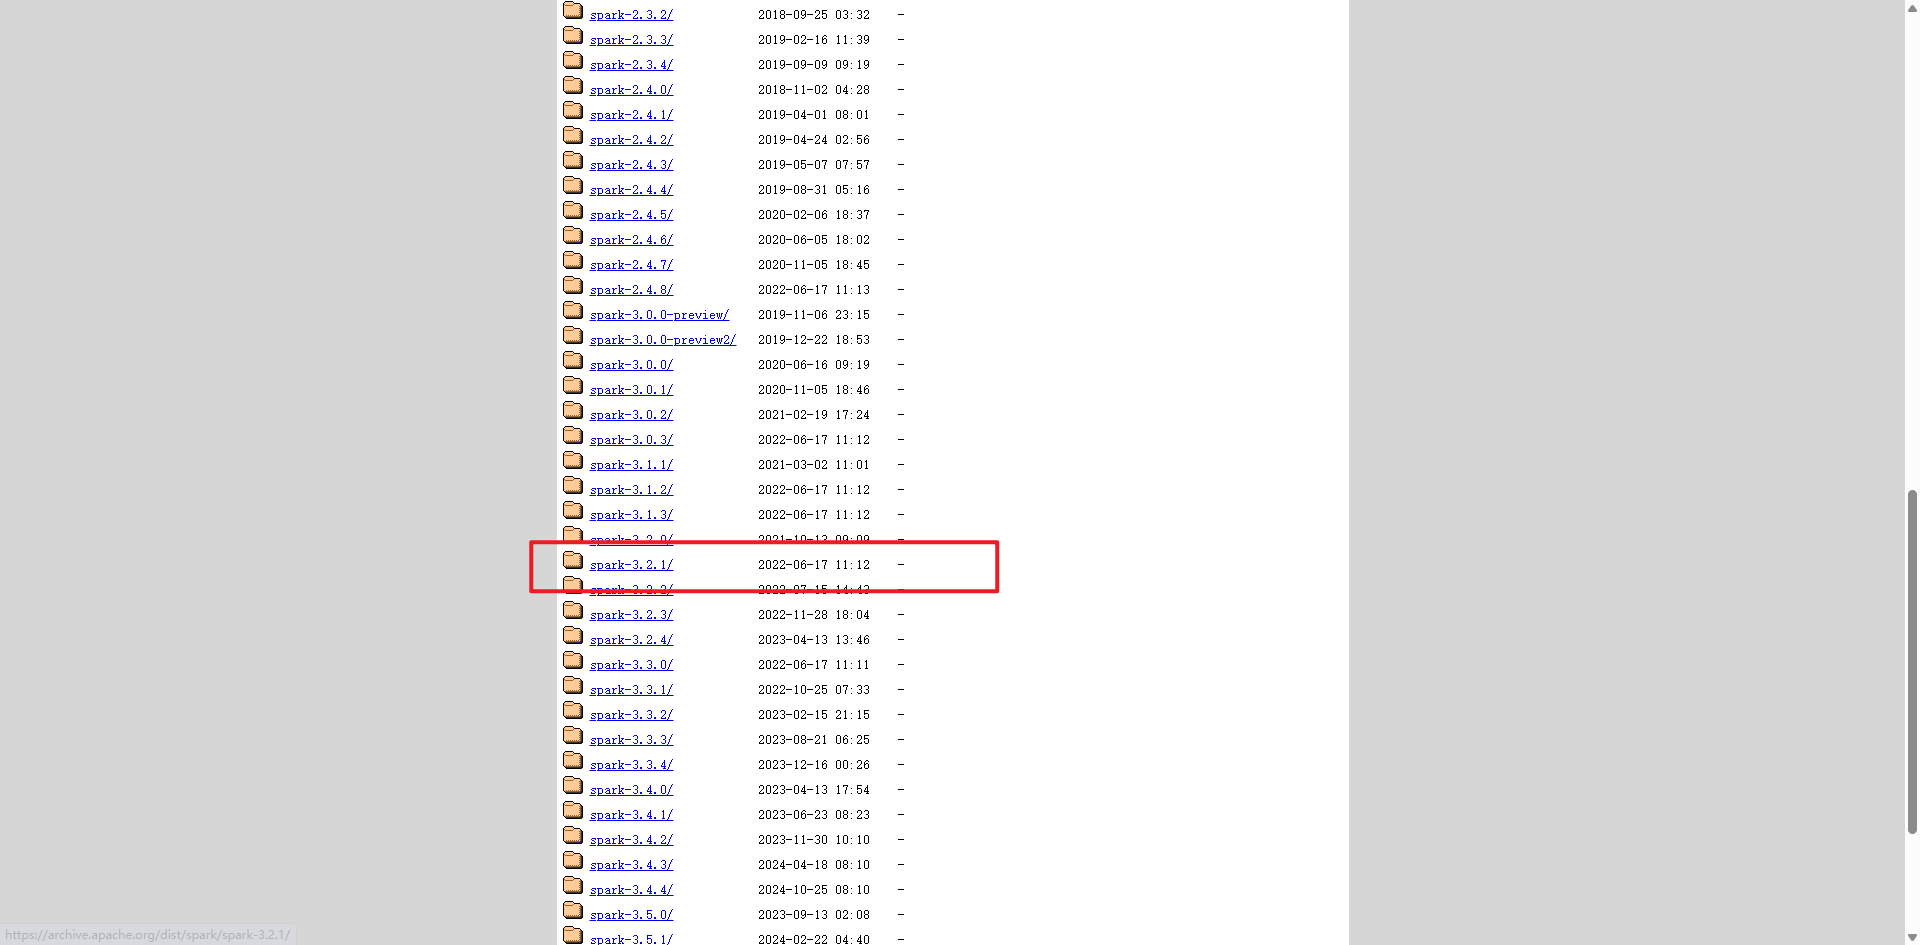 spark-2.3.2/ 2018-09-25 03:32 -
spark-2.3.3/ 2019-02-16 11:39 -
spark-2.3.4/ 2019-09-09 09:19 -
spark-2.4.0/ 2018-11-02 04:28 -
spark-2.4.1/ 2019-04-01 08:01 -
spark-2.4.2/ 2019-04-24 02:56 -
spark-2.4.3/ 2019-05-07 07:57 -
spark-2.4.4/ 2019-08-31 05:16 -
spark-2.4.5/ 2020-02-06 18:37 -
spark-2.4.6/ 2020-06-05 18:02 -
spark-2.4.7/ 2020-11-05 18:45 -
spark-2.4.8/ 2022-06-17 11:13 -
spark-3.0.0-preview/ 2019-11-06 23:15 -
spark-3.0.0-preview2/ 2019-12-22 18:53 -
spark-3.0.0/ 2020-06-16 09:19 -
spark-3.0.1/ 2020-11-05 18:46 -
spark-3.0.2/ 2021-02-19 17:24 -
spark-3.0.3/ 2022-06-17 11:12 -
spark-3.1.1/ 2021-03-02 11:01 -
spark-3.1.2/ 2022-06-17 11:12 -
spark-3.1.3/ 2022-06-17 11:12 -
spark-3.2.0/ 2021-10-13 09:09 -
spark-3.2.1/ 2022-06-17 11:12 -
spark-3.2.2/ 2022-07-15 14:43 -
spark-3.2.3/ 2022-11-28 18:04 -
spark-3.2.4/ 2023-04-13 13:46 -
spark-3.3.0/ 2022-06-17 11:11 -
spark-3.3.1/ 2022-10-25 07:33 -
spark-3.3.2/ 2023-02-15 21:15 -
spark-3.3.3/ 2023-08-21 06:25 -
spark-3.3.4/ 2023-12-16 00:26 -
spark-3.4.0/ 2023-04-13 17:54 -
spark-3.4.1/ 2023-06-23 08:23 -
spark-3.4.2/ 2023-11-30 10:10 -
spark-3.4.3/ 2024-04-18 08:10 -
spark-3.4.4/ 2024-10-25 08:10 -
spark-3.5.0/ 2023-09-13 02:08 -
spark-3.5.1/ 2024-02-22 04:40 -
https://archive.apache.org/dist/spark/spark-3.2.1/